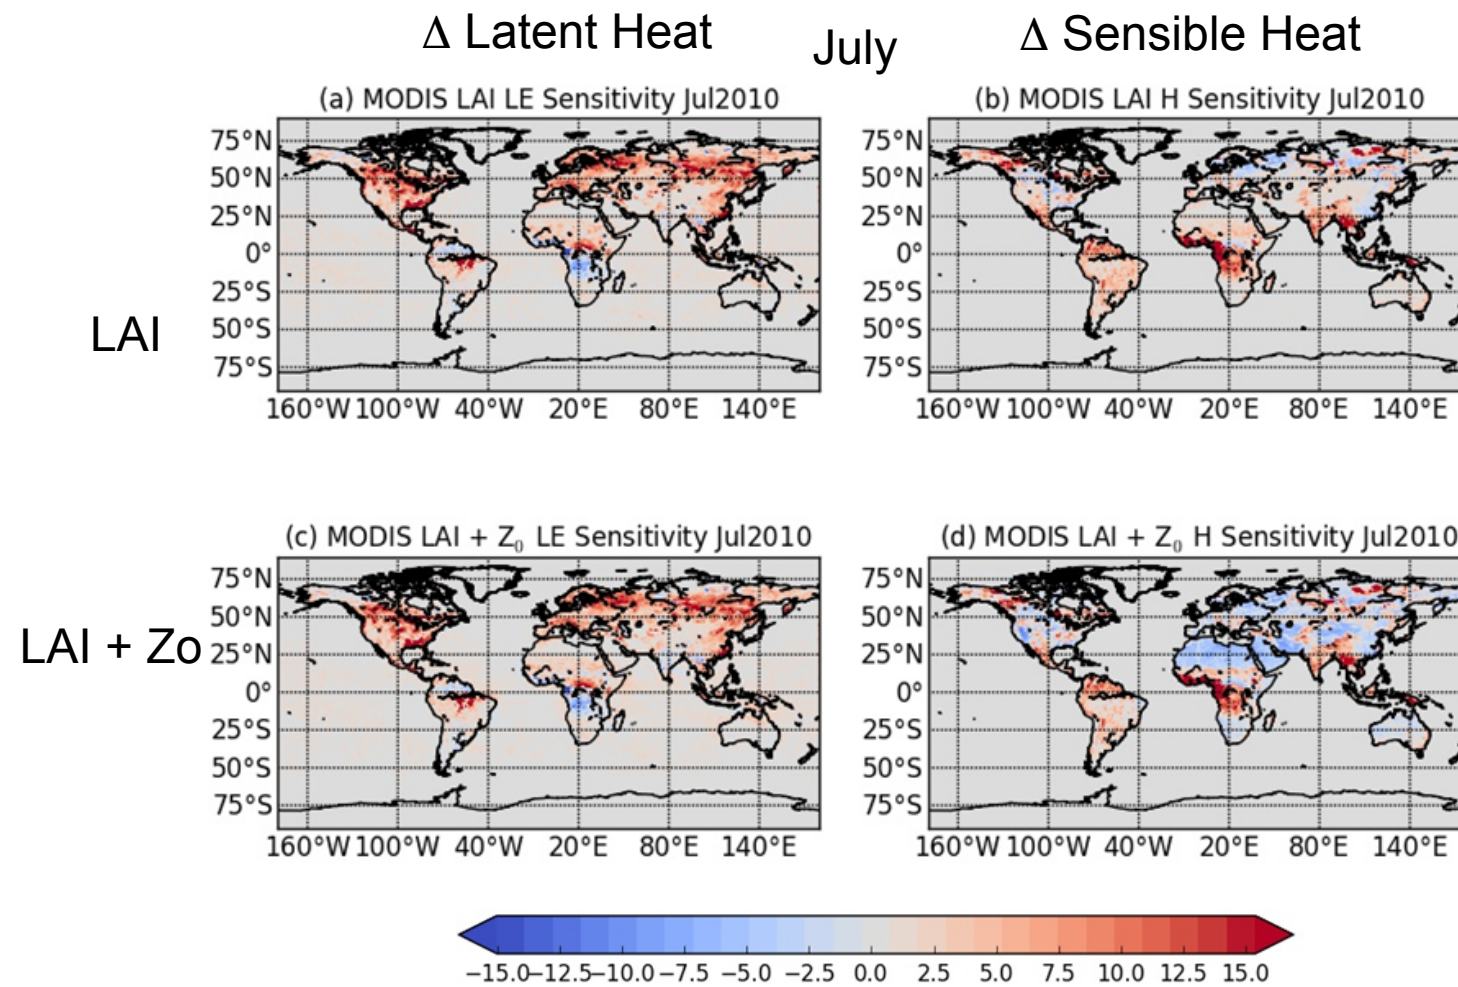 Δ Latent Heat
July
Δ Sensible Heat
(a) MODIS LAI LE Sensitivity Jul2010
(b) MODIS LAI H Sensitivity Jul2010
75°N
50°N
25°N
0°
25°S
50°S
75°S
160°W 100°W 40°W 20°E 80°E 140°E
75°N
50°N
25°N
0°
25°S
50°S
75°S
160°W 100°W 40°W 20°E 80°E 140°E
LAI
(c) MODIS LAI + Z₀ LE Sensitivity Jul2010
(d) MODIS LAI + Z₀ H Sensitivity Jul2010
75°N
50°N
25°N
0°
25°S
50°S
75°S
160°W 100°W 40°W 20°E 80°E 140°E
75°N
50°N
25°N
0°
25°S
50°S
75°S
160°W 100°W 40°W 20°E 80°E 140°E
LAI + Zo
−15.0 −12.5 −10.0 −7.5 −5.0 −2.5 0.0 2.5 5.0 7.5 10.0 12.5 15.0